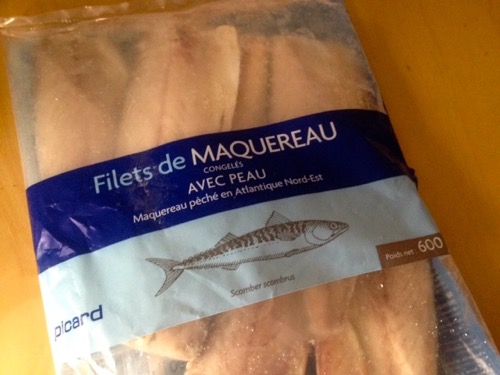 Filets de MAQUEREAU
CONGELÉS
AVEC PEAU
Maquereau pêché en Atlantique Nord-Est
Scomber scombrus
Poids net : 600
picard